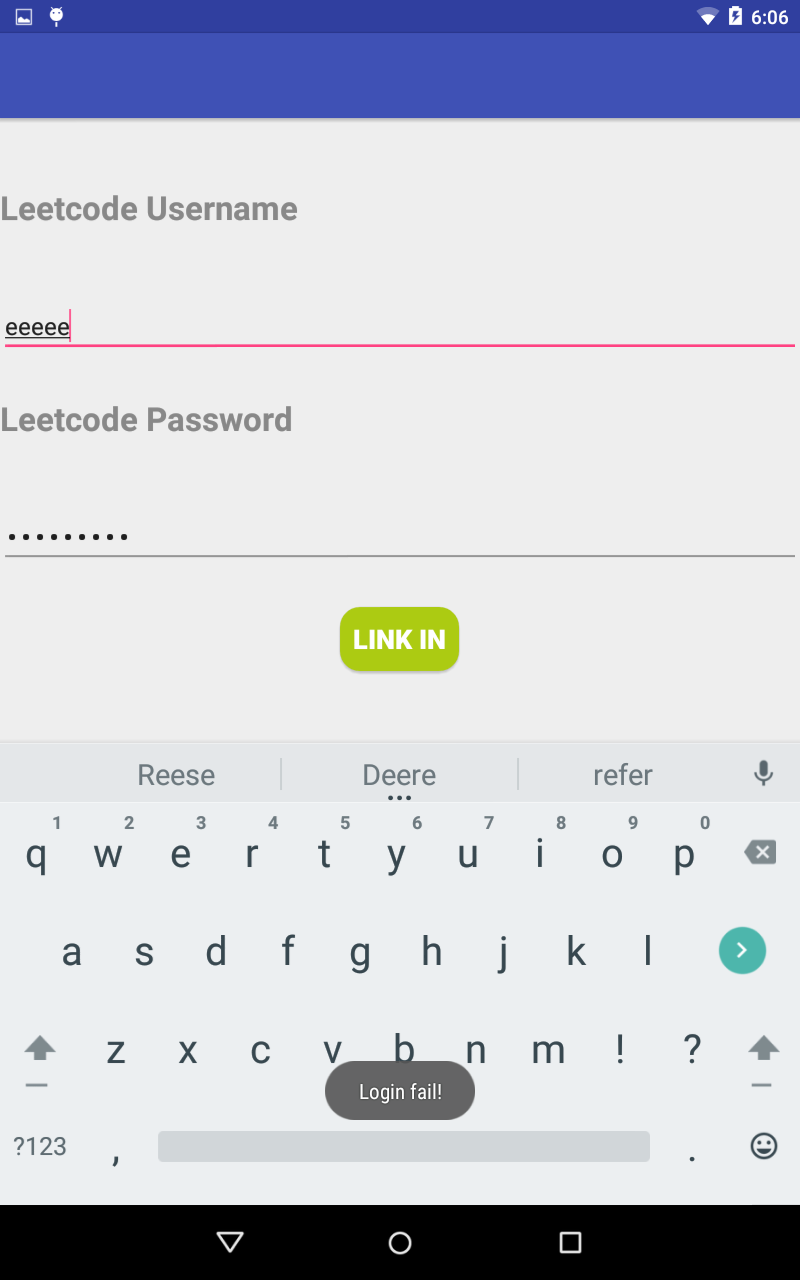 6:06
Leetcode Username
eeeee
Leetcode Password
•••••••••
LINK IN
Reese Deere refer
1 2 3 4 5 6 7 8 9 0
q w e r t y u i o p
a s d f g h j k l
z x c v b n m ! ?
Login fail!
?123 , .